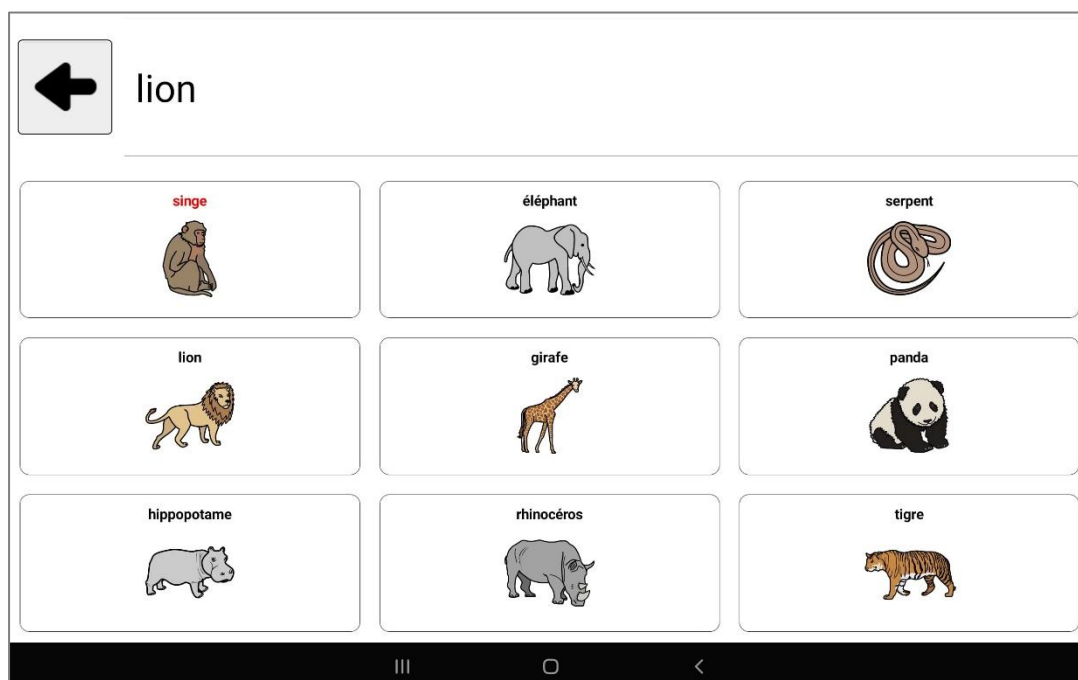 lion
singe
éléphant
serpent
lion
girafe
panda
hippopotame
rhinocéros
tigre